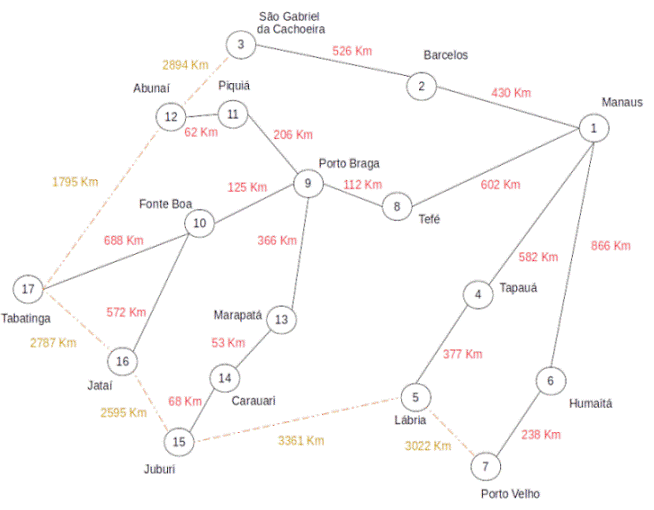 São Gabriel
da Cachoeira
3
526 Km
Barcelos
2894 Km
2
430 Km
Abunaí
Piquiá
Manaus
12
11
1
62 Km
206 Km
Porto Braga
1795 Km
125 Km
9
112 Km
602 Km
Fonte Boa
8
Tefé
10
688 Km
366 Km
866 Km
582 Km
17
Tabatinga
572 Km
Marapatá
13
4
Tapauá
2787 Km
53 Km
377 Km
16
Jataí
14
Carauari
6
Humaitá
2595 Km
68 Km
5
Lábria
15
Juburi
3361 Km
3022 Km
238 Km
7
Porto Velho